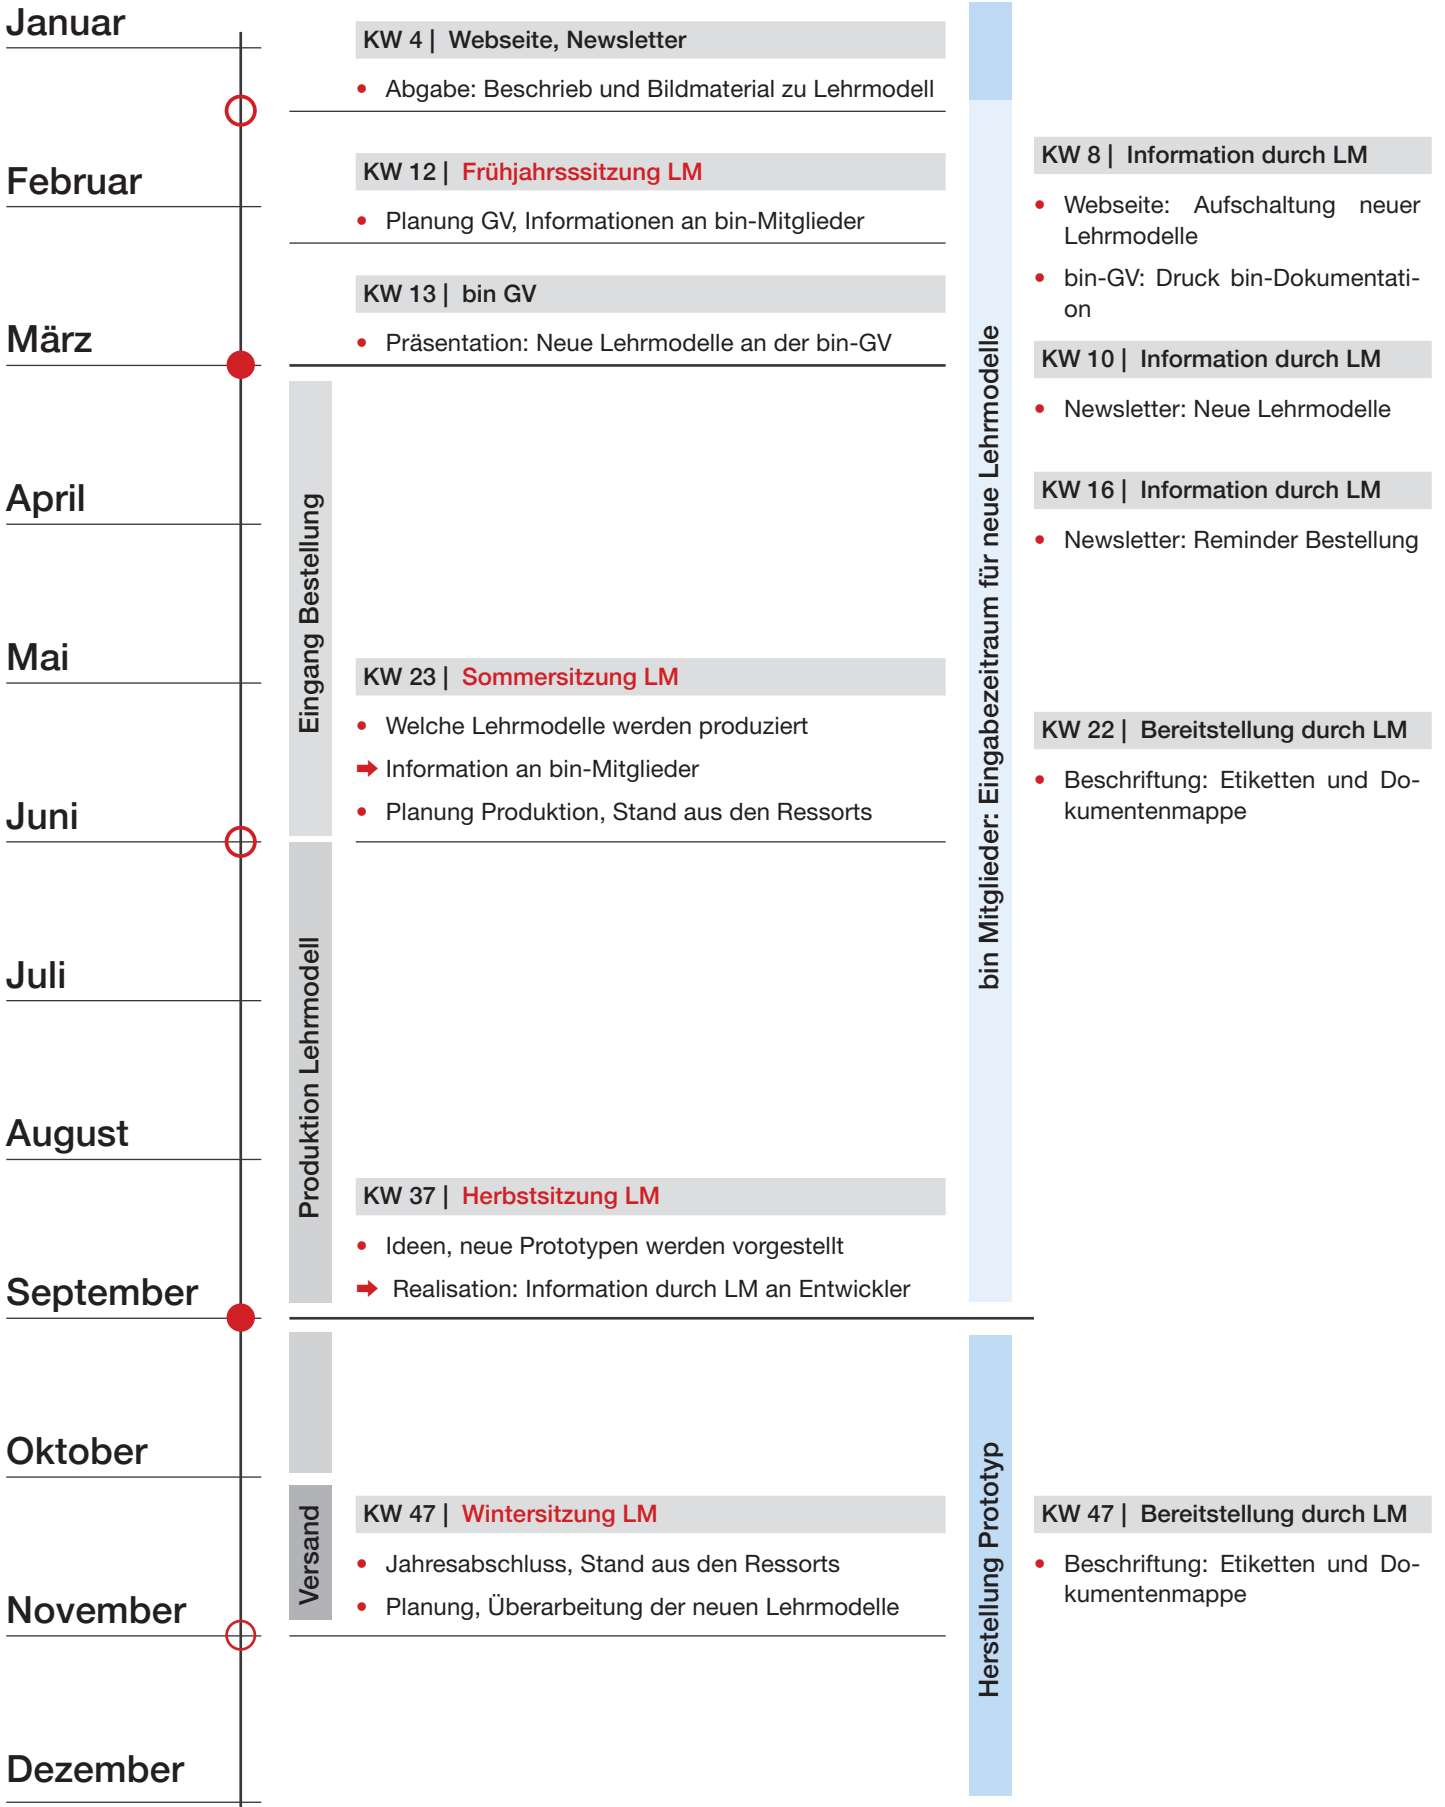 Januar
Februar
März
April
Mai
Juni
Juli
August
September
Oktober
November
Dezember
Eingang Bestellung
Produktion Lehrmodell
Versand
KW 4 | Webseite, Newsletter
• Abgabe: Beschrieb und Bildmaterial zu Lehrmodell
KW 12 | Frühjahrsssitzung LM
• Planung GV, Informationen an bin-Mitglieder
KW 13 | bin GV
• Präsentation: Neue Lehrmodelle an der bin-GV
KW 23 | Sommersitzung LM
• Welche Lehrmodelle werden produziert
➡ Information an bin-Mitglieder
• Planung Produktion, Stand aus den Ressorts
KW 37 | Herbstsitzung LM
• Ideen, neue Prototypen werden vorgestellt
➡ Realisation: Information durch LM an Entwickler
KW 47 | Wintersitzung LM
• Jahresabschluss, Stand aus den Ressorts
• Planung, Überarbeitung der neuen Lehrmodelle
bin Mitglieder: Eingabezeitraum für neue Lehrmodelle
Herstellung Prototyp
KW 8 | Information durch LM
• Webseite: Aufschaltung neuer
Lehrmodelle
• bin-GV: Druck bin-Dokumentati-
on
KW 10 | Information durch LM
• Newsletter: Neue Lehrmodelle
KW 16 | Information durch LM
• Newsletter: Reminder Bestellung
KW 22 | Bereitstellung durch LM
• Beschriftung: Etiketten und Do-
kumentenmappe
KW 47 | Bereitstellung durch LM
• Beschriftung: Etiketten und Do-
kumentenmappe